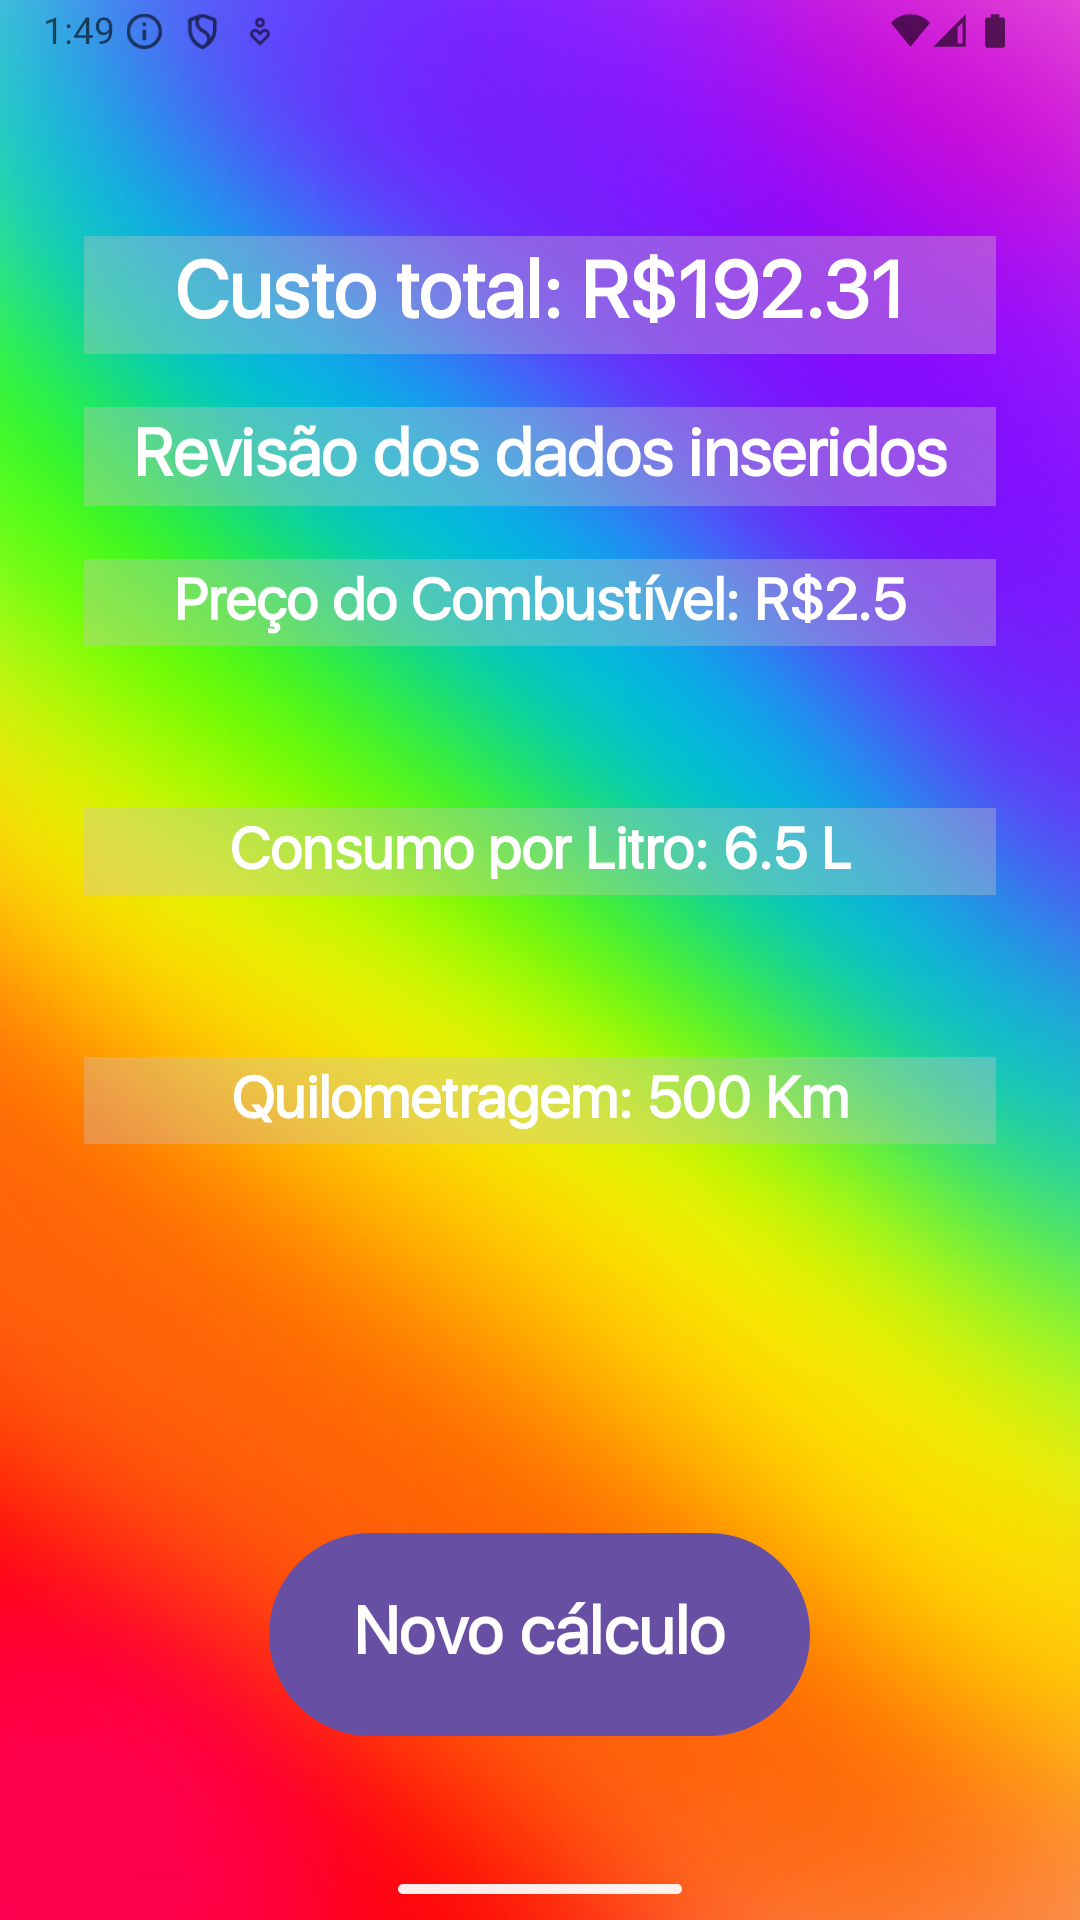 1:49
Custo total: R$192.31
Revisão dos dados inseridos
Preço do Combustível: R$2.5
Consumo por Litro: 6.5 L
Quilometragem: 500 Km
Novo cálculo